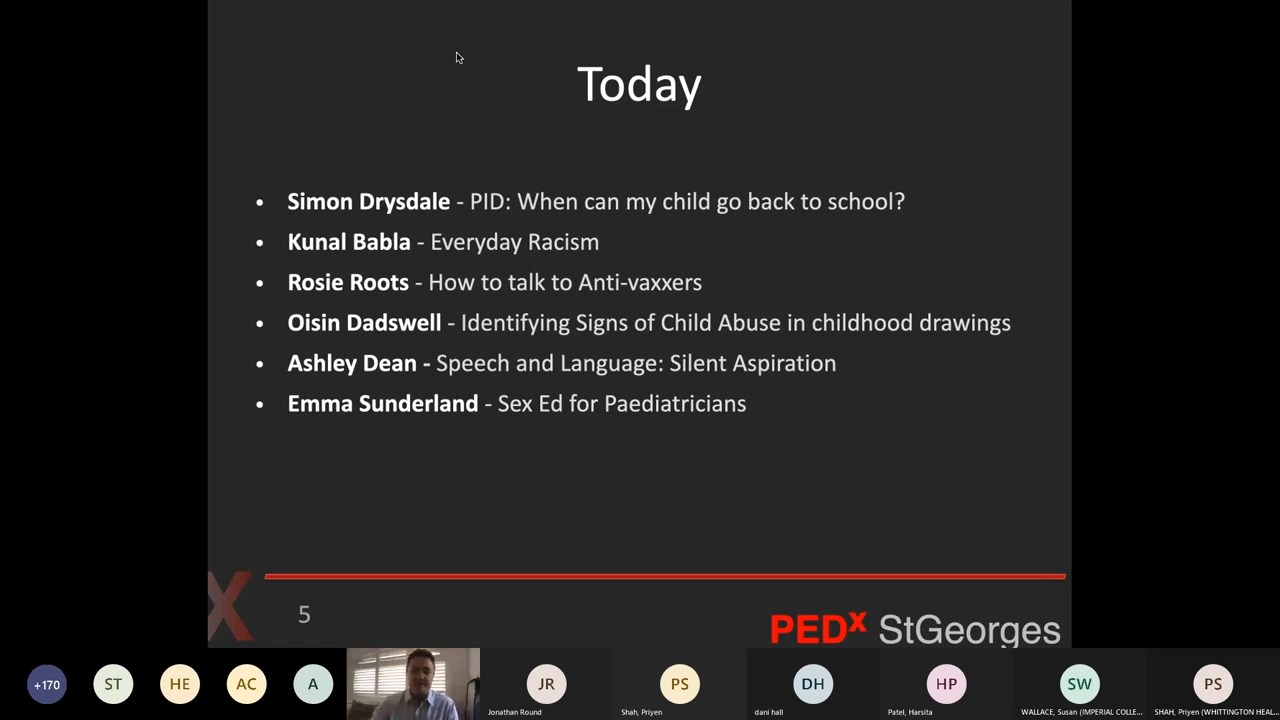 Today
• Simon Drysdale - PID: When can my child go back to school?
• Kunal Babla - Everyday Racism
• Rosie Roots - How to talk to Anti-vaxxers
• Oisin Dadswell - Identifying Signs of Child Abuse in childhood drawings
• Ashley Dean - Speech and Language: Silent Aspiration
• Emma Sunderland - Sex Ed for Paediatricians
X
5
PEDx StGeorges
+170
ST
HE
AC
A
JR
PS
DH
HP
SW
PS
Jonathan Round
Shah, Priyen
dani hall
Patel, Harsita
WALLACE, Susan (IMPERIAL COLLE...
SHAH, Priyen (WHITTINGTON HEAL...